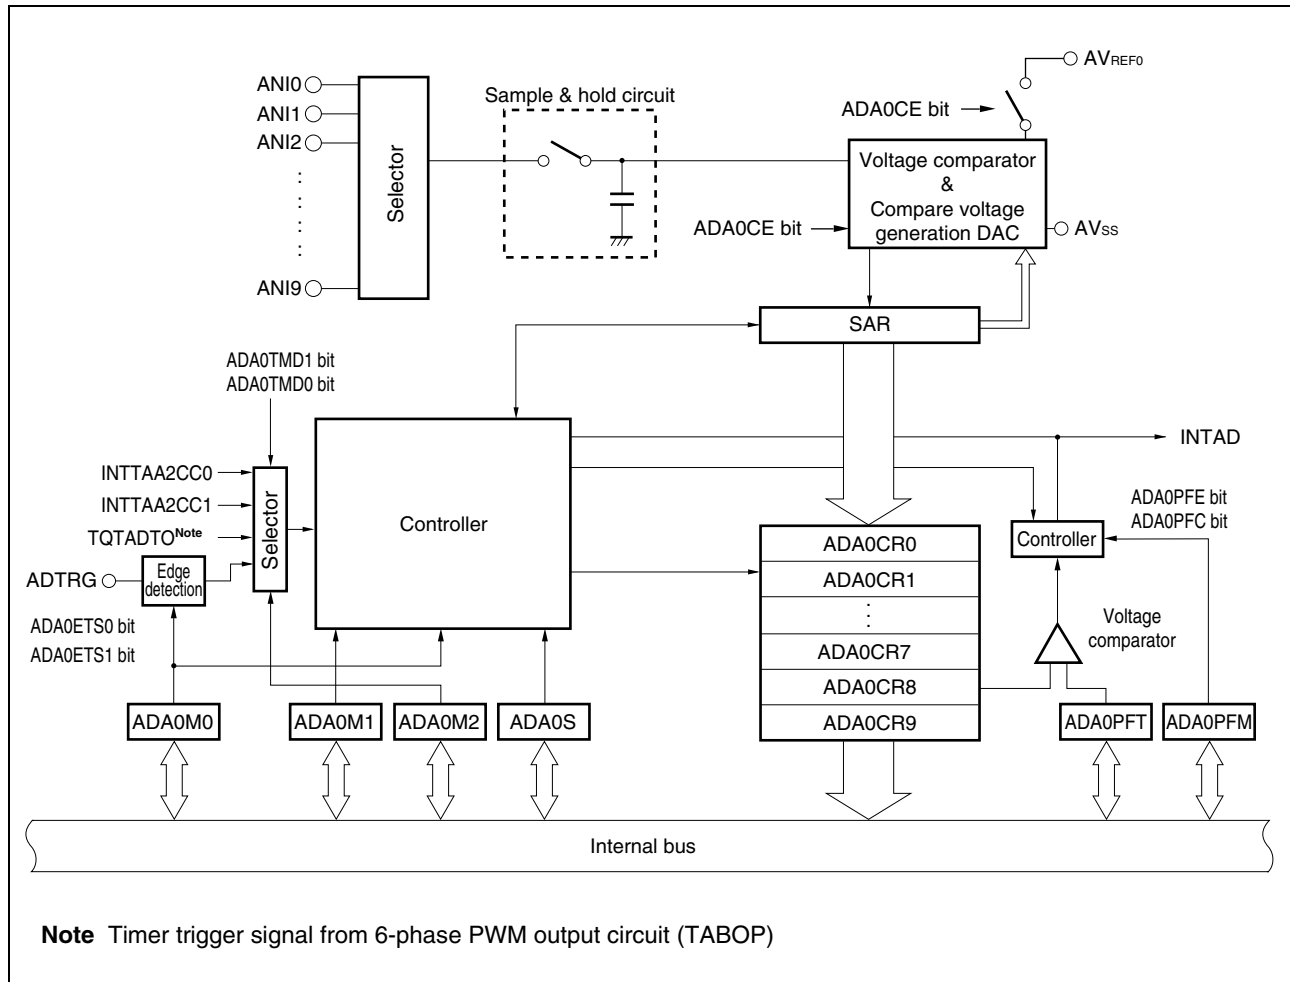 ANI0
ANI1
ANI2
ANI9
Selector
Sample & hold circuit
AVREF0
ADA0CE bit
Voltage comparator
&
Compare voltage
generation DAC
ADA0CE bit
AVSS
SAR
ADA0TMD1 bit
ADA0TMD0 bit
INTTAA2CC0
INTTAA2CC1
TQTADTO Note
ADTRG
Edge
detection
Selector
ADA0ETS0 bit
ADA0ETS1 bit
Controller
INTAD
ADA0PFE bit
ADA0PFC bit
Controller
Voltage
comparator
ADA0CR0
ADA0CR1
ADA0CR7
ADA0CR8
ADA0CR9
ADA0M0
ADA0M1
ADA0M2
ADA0S
ADA0PFT
ADA0PFM
Internal bus
Note Timer trigger signal from 6-phase PWM output circuit (TABOP)